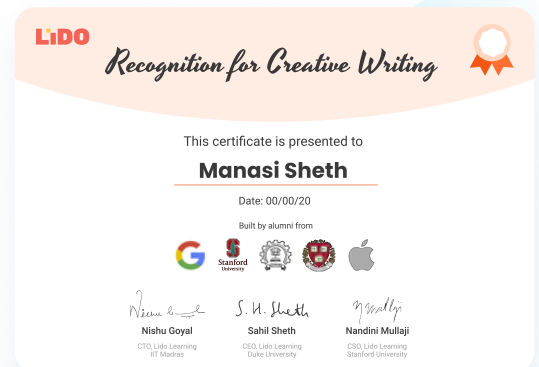 LiDO
Recognition for Creative Writing
This certificate is presented to
Manasi Sheth
Date: 00/00/20
Built by alumni from
Stanford
University
S. H. Sheth
Nishu Goyal
Sahil Sheth
Nandini Mullaji
CTO, Lido Learning
CEO, Lido Learning
CSO, Lido Learning
IIT Madras
Duke University
Stanford University